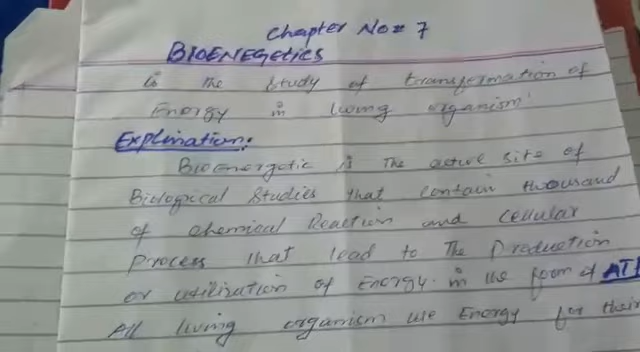 Chapter No# 7
BIOENEGETICS
is the study of transformation of
Energy in living organism.
Explination:
Bioenergetic is the active site of
Biological Studies that contain thousand
of chemical Reaction and cellular
process that lead to The Production
or utilization of Energy in the form of ATP
All living organism use Energy for their